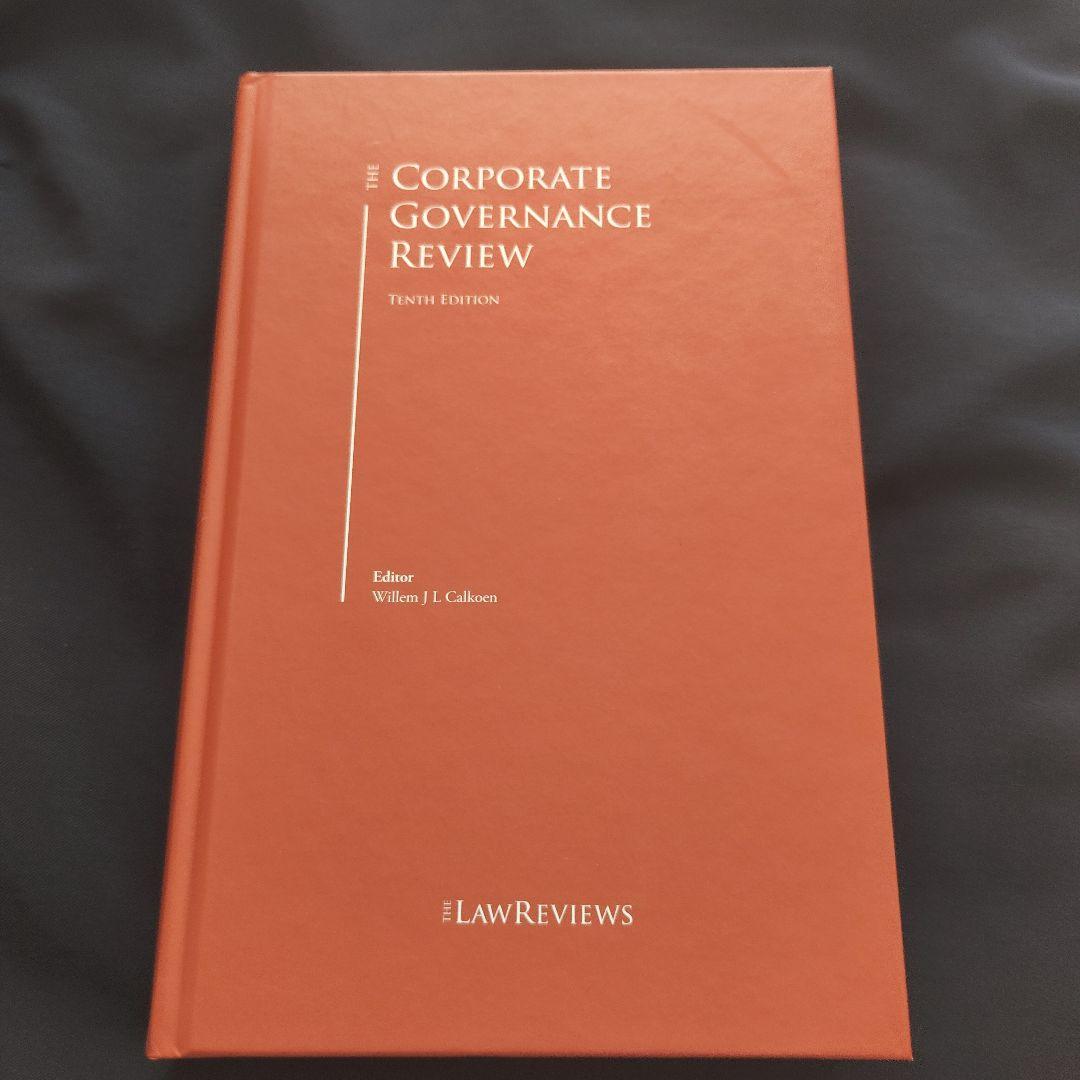 THE CORPORATE
GOVERNANCE
REVIEW
TENTH EDITION
Editor
Willem J L Calkoen
THE LAWREVIEWS